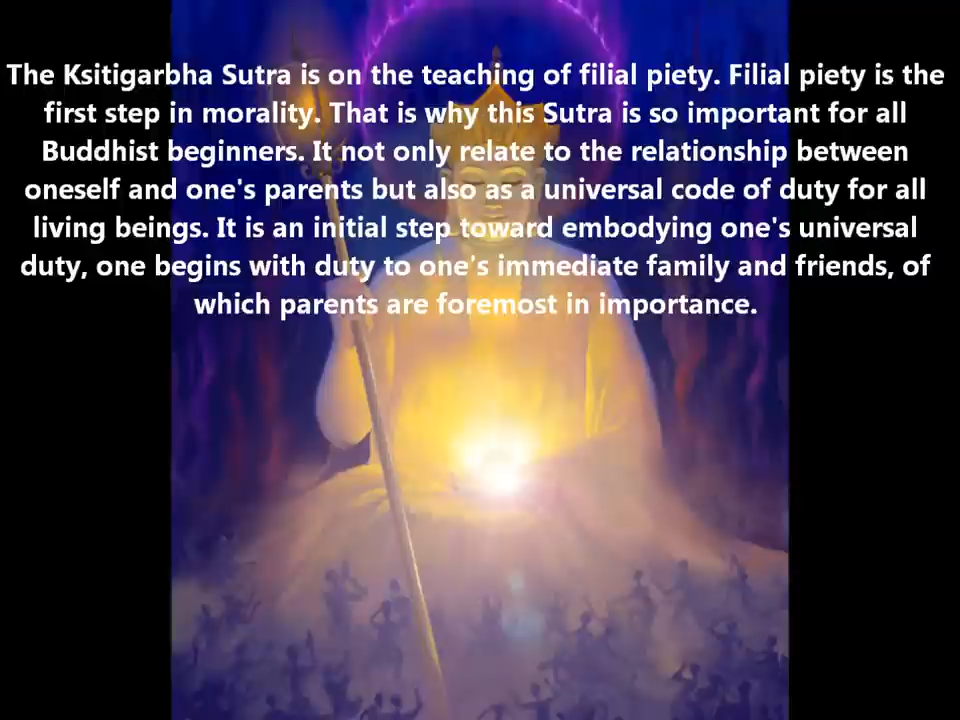 The Ksitigarbha Sutra is on the teaching of filial piety. Filial piety is the
first step in morality. That is why this Sutra is so important for all
Buddhist beginners. It not only relate to the relationship between
oneself and one's parents but also as a universal code of duty for all
living beings. It is an initial step toward embodying one's universal
duty, one begins with duty to one's immediate family and friends, of
which parents are foremost in importance.